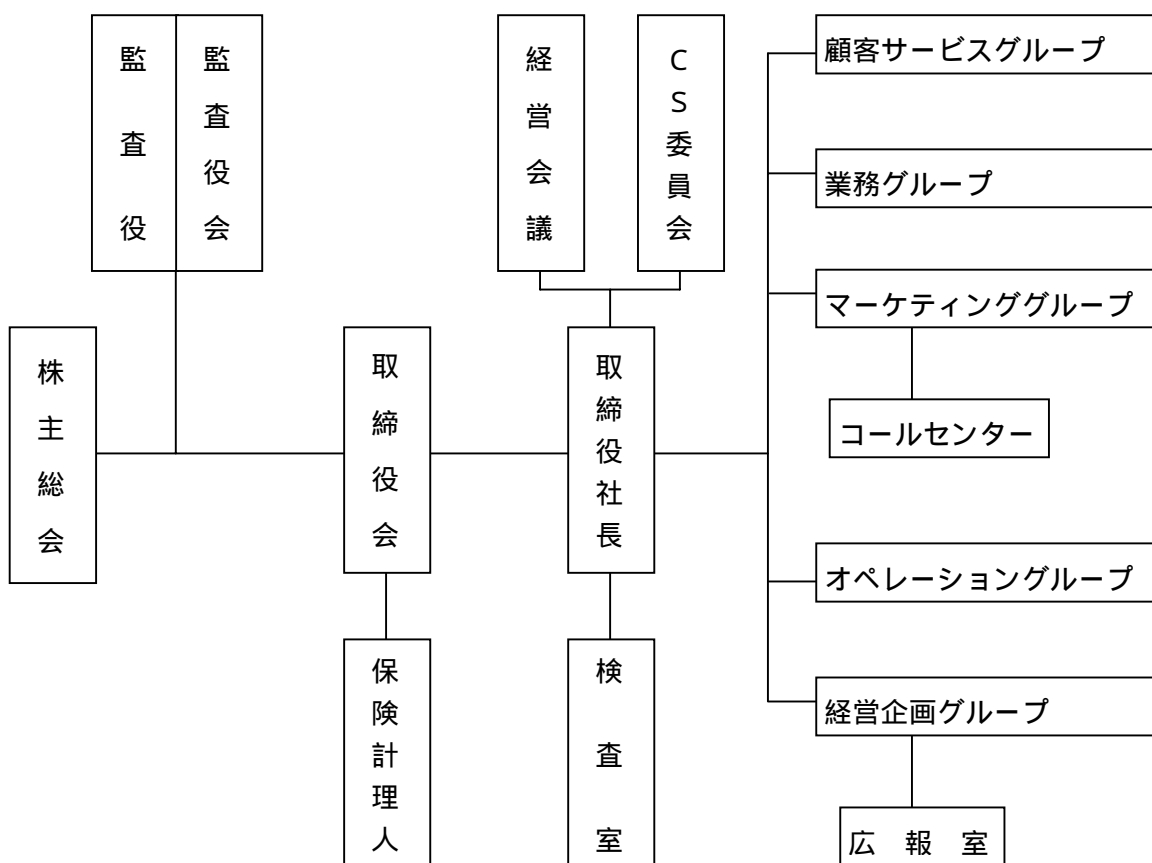 監査役
監査役会
経営会議
CS委員会
顧客サービスグループ
業務グループ
マーケティンググループ
コールセンター
株主総会
取締役会
取締役社長
オペレーショングループ
経営企画グループ
保険計理人
検査室
広報室